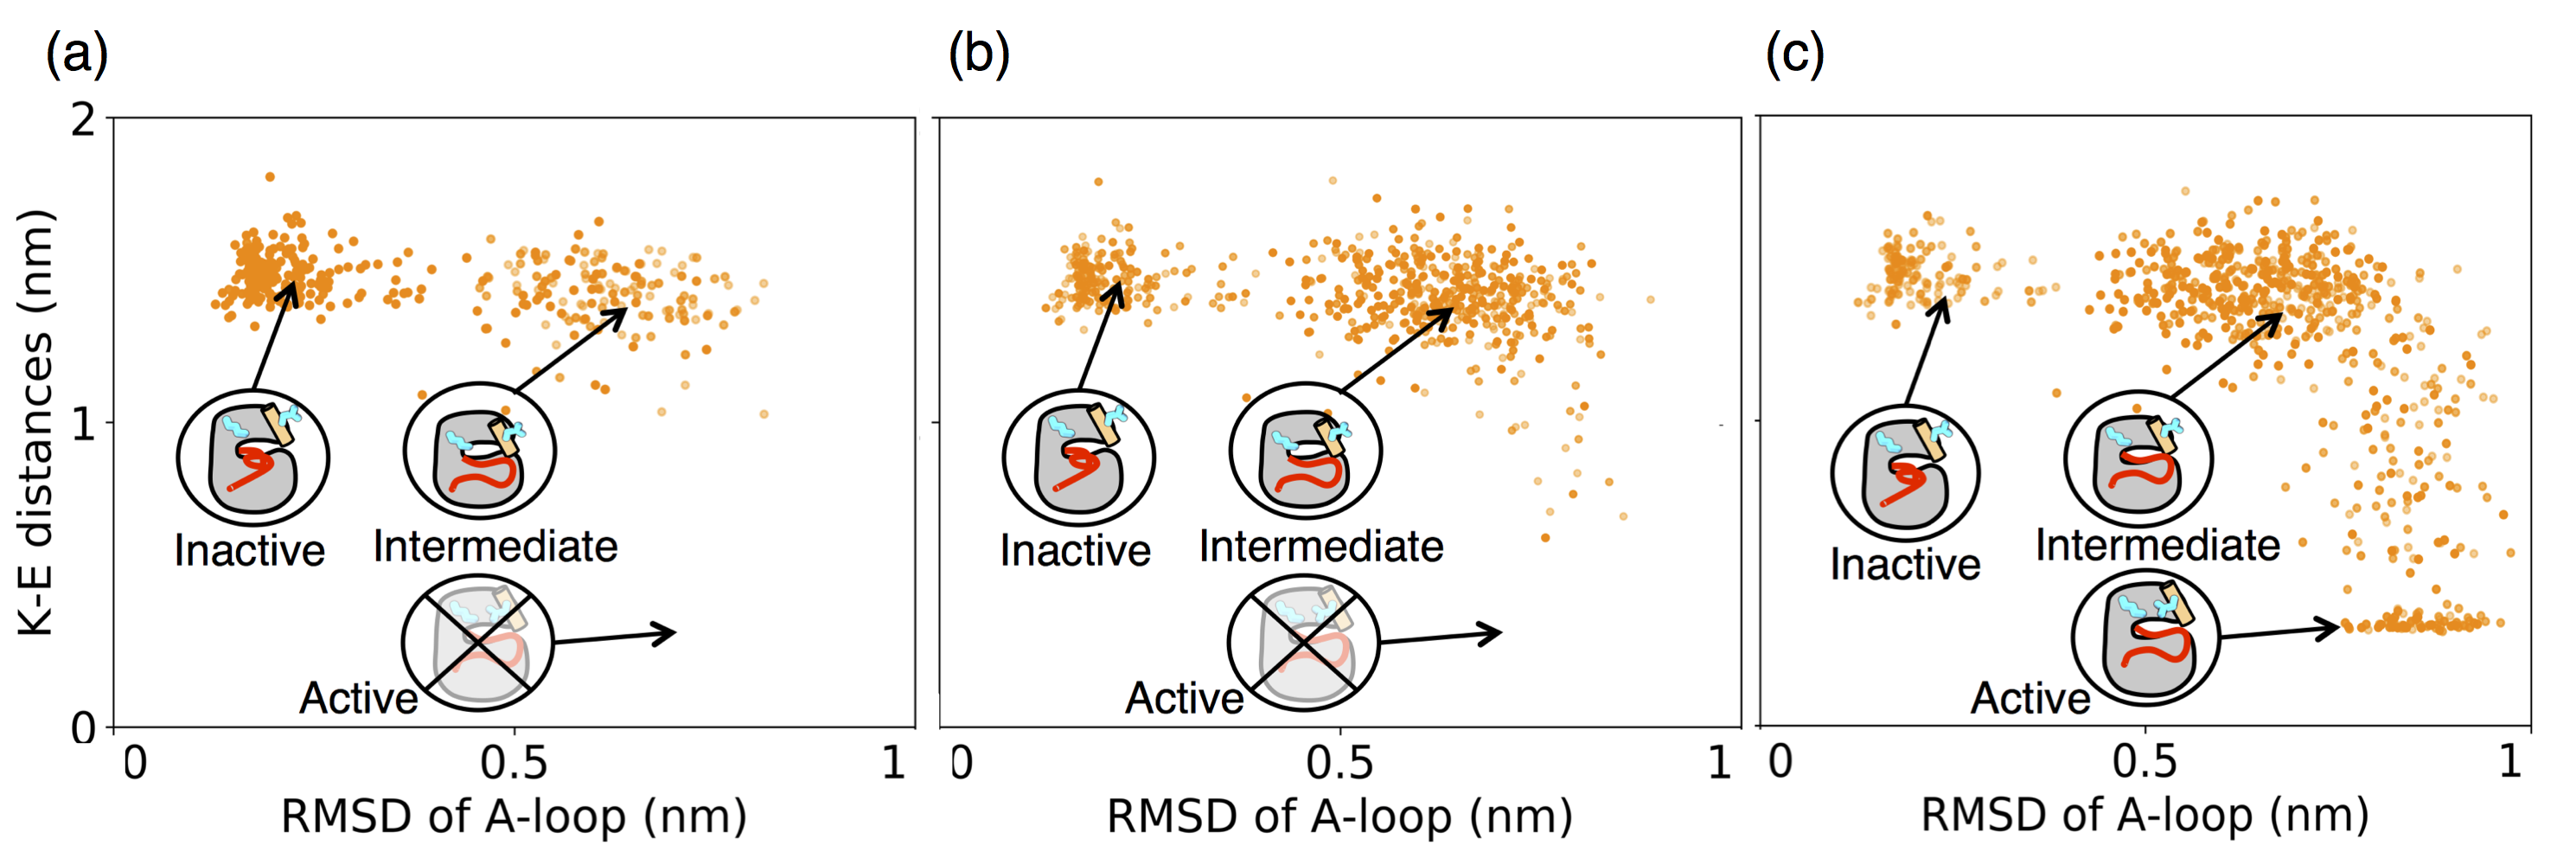 (a) (b) (c)
K-E distances (nm)
2
1
0
Inactive Intermediate
Active
0 0.5 1
RMSD of A-loop (nm)
Inactive Intermediate
Active
0 0.5 1
RMSD of A-loop (nm)
Inactive Intermediate
Active
0 0.5 1
RMSD of A-loop (nm)